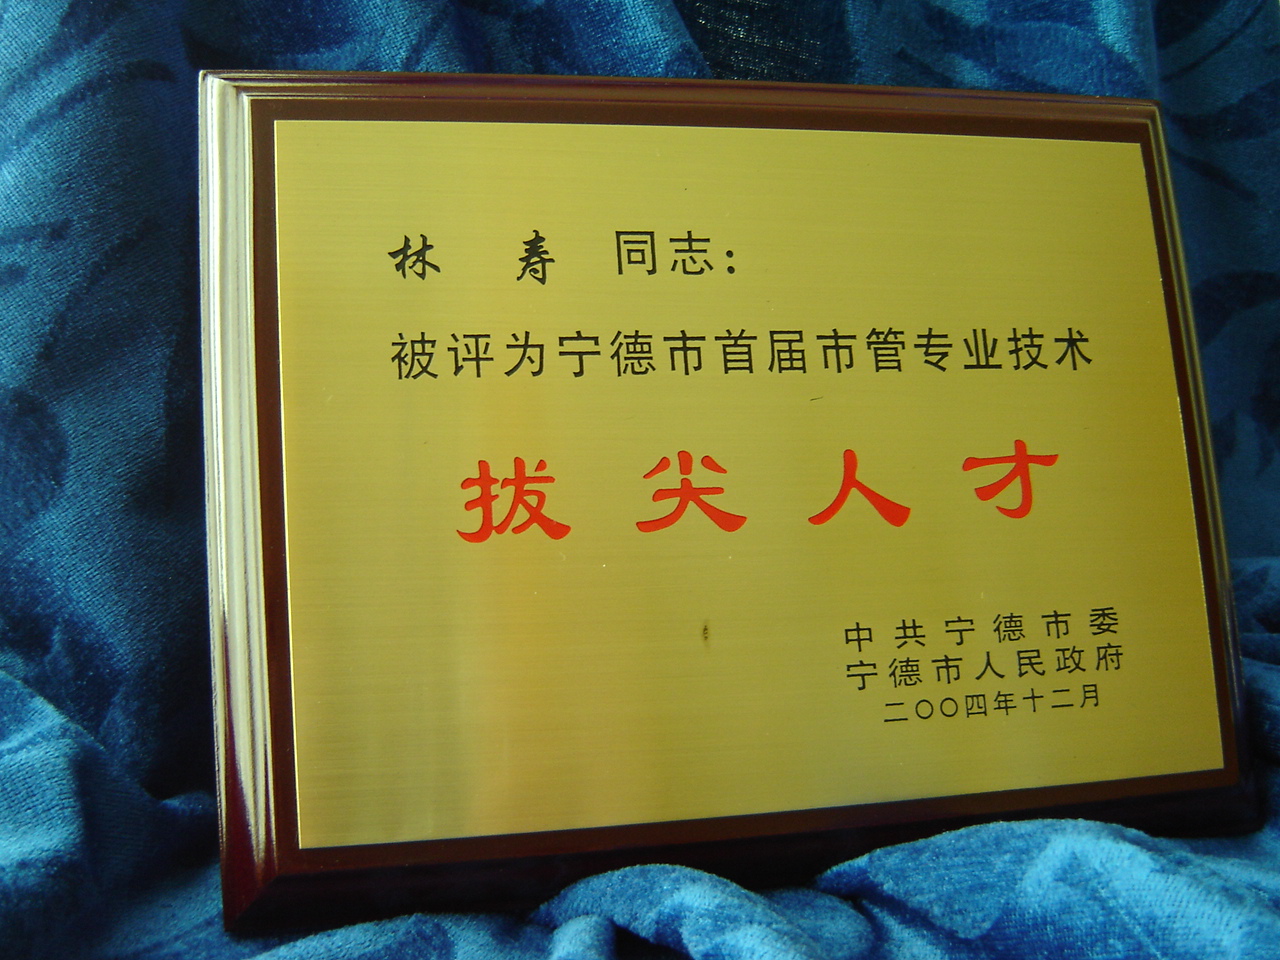 林 寿 同志：
被评为宁德市首届市管专业技术
拔尖人才
中共宁德市委
宁德市人民政府
二〇〇四年十二月